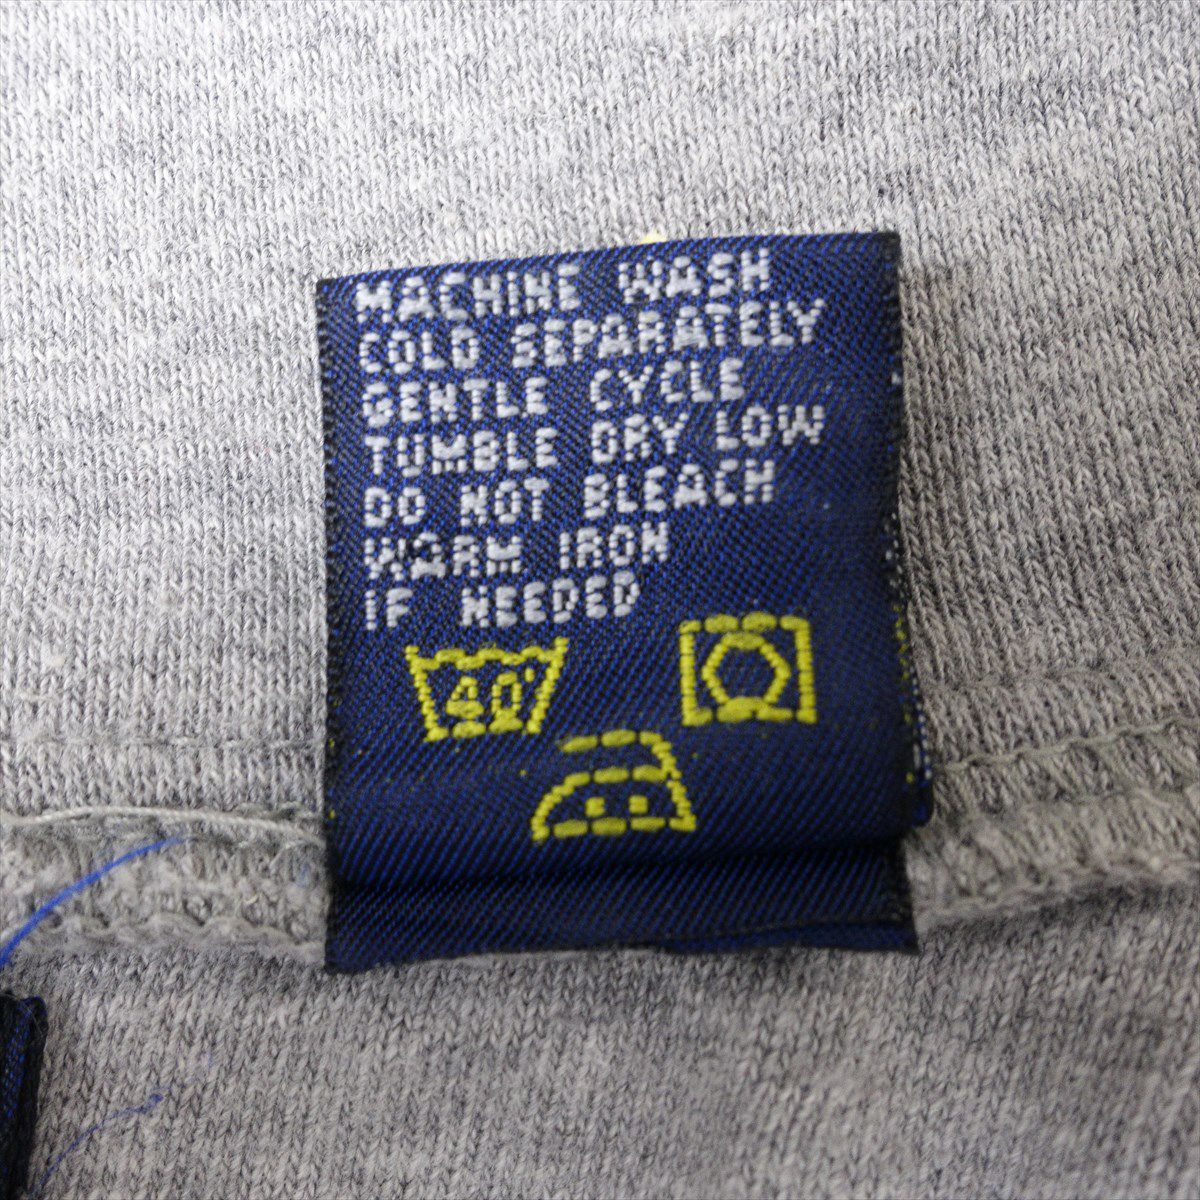 MACHINE WASH
COLD SEPARATELY
GENTLE CYCLE
TUMBLE DRY LOW
DO NOT BLEACH
WARM IRON
IF NEEDED
40°